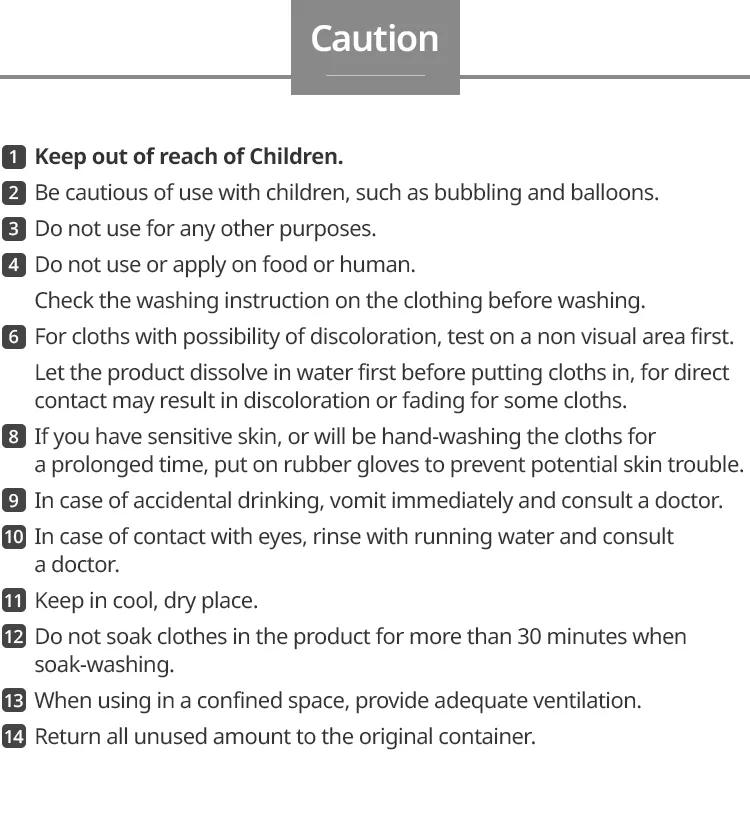 Caution
1 Keep out of reach of Children.
2 Be cautious of use with children, such as bubbling and balloons.
3 Do not use for any other purposes.
4 Do not use or apply on food or human.
Check the washing instruction on the clothing before washing.
6 For cloths with possibility of discoloration, test on a non visual area first.
Let the product dissolve in water first before putting cloths in, for direct
contact may result in discoloration or fading for some cloths.
8 If you have sensitive skin, or will be hand-washing the cloths for
a prolonged time, put on rubber gloves to prevent potential skin trouble.
9 In case of accidental drinking, vomit immediately and consult a doctor.
10 In case of contact with eyes, rinse with running water and consult
a doctor.
11 Keep in cool, dry place.
12 Do not soak clothes in the product for more than 30 minutes when
soak-washing.
13 When using in a confined space, provide adequate ventilation.
14 Return all unused amount to the original container.